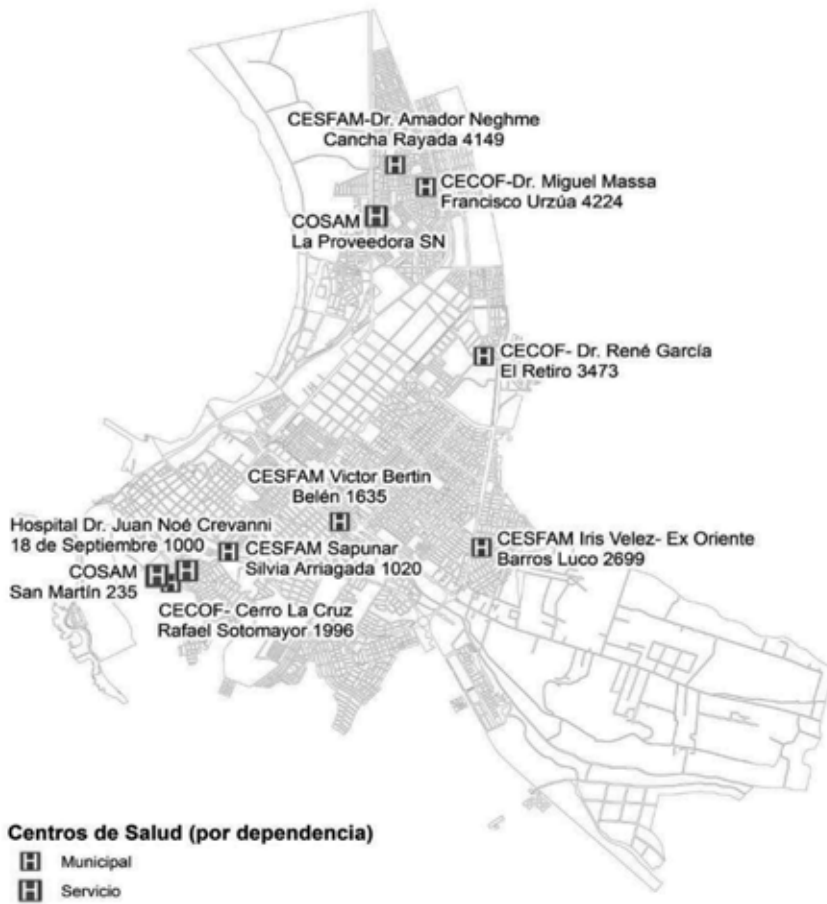 CESFAM-Dr. Amador Neghme
Cancha Rayada 4149
CECOF-Dr. Miguel Massa
Francisco Urzúa 4224
COSAM
La Proveedora SN
CECOF- Dr. René García
El Retiro 3473
CESFAM Victor Bertin
Belén 1635
Hospital Dr. Juan Noé Crevanni
18 de Septiembre 1000
CESFAM Sapunar
Silvia Arriagada 1020
CESFAM Iris Velez- Ex Oriente
Barros Luco 2699
COSAM
San Martín 235
CECOF- Cerro La Cruz
Rafael Sotomayor 1996
Centros de Salud (por dependencia)
H Municipal
H Servicio